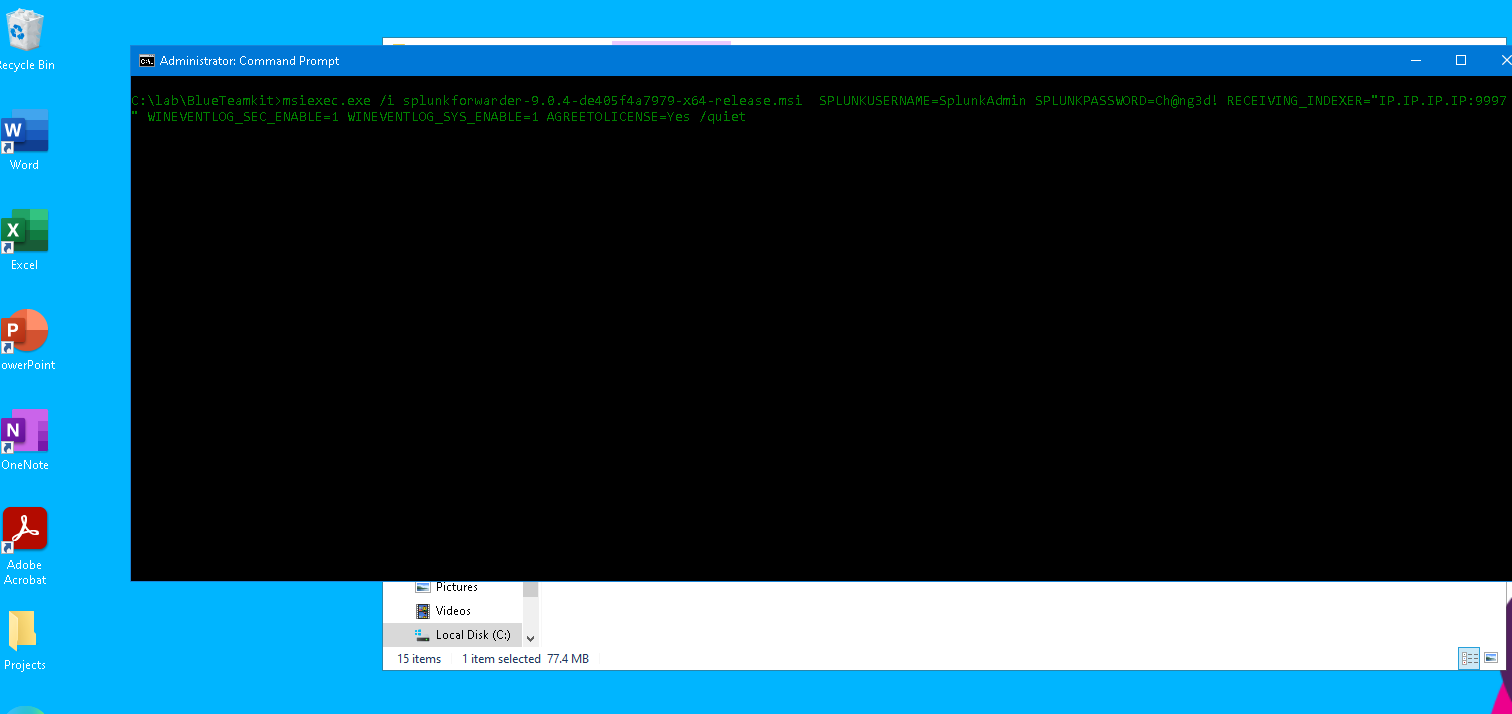 Recycle Bin
Administrator: Command Prompt
C:\lab\BlueTeamkit>msiexec.exe /i splunkforwarder-9.0.4-de405f4a7979-x64-release.msi  SPLUNKUSERNAME=SplunkAdmin SPLUNKPASSWORD=Ch@ng3d! RECEIVING_INDEXER="IP.IP.IP.IP:9997
" WINEVENTLOG_SEC_ENABLE=1 WINEVENTLOG_SYS_ENABLE=1 AGREETOLICENSE=Yes /quiet
Word
Excel
PowerPoint
OneNote
Adobe
Acrobat
Projects
Pictures
Videos
Local Disk (C:)
15 items 1 item selected 77.4 MB